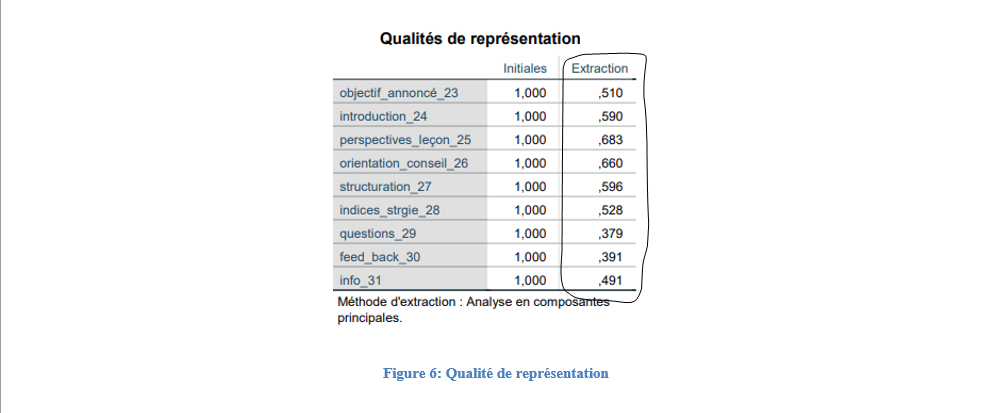 Qualités de représentation
Initiales Extraction
objectif_annoncé_23 1,000 ,510
introduction_24 1,000 ,590
perspectives_leçon_25 1,000 ,683
orientation_conseil_26 1,000 ,660
structuration_27 1,000 ,596
indices_strgie_28 1,000 ,528
questions_29 1,000 ,379
feed_back_30 1,000 ,391
info_31 1,000 ,491
Méthode d'extraction : Analyse en composantes
principales.
Figure 6: Qualité de représentation